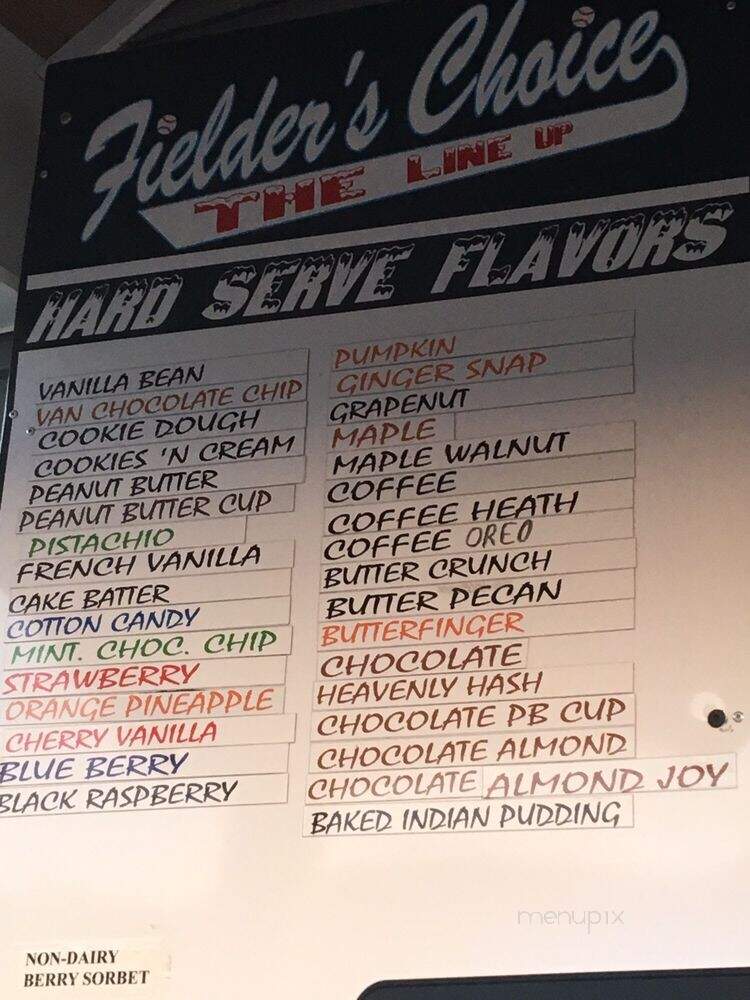 Fielder's Choice
THE LINE UP
HARD SERVE FLAVORS
VANILLA BEAN
VAN CHOCOLATE CHIP
COOKIE DOUGH
COOKIES 'N CREAM
PEANUT BUTTER
PEANUT BUTTER CUP
PISTACHIO
FRENCH VANILLA
CAKE BATTER
COTTON CANDY
MINT. CHOC. CHIP
STRAWBERRY
ORANGE PINEAPPLE
CHERRY VANILLA
BLUE BERRY
BLACK RASPBERRY
PUMPKIN
GINGER SNAP
GRAPENUT
MAPLE
MAPLE WALNUT
COFFEE
COFFEE HEATH
COFFEE OREO
BUTTER CRUNCH
BUTTER PECAN
BUTTERFINGER
CHOCOLATE
HEAVENLY HASH
CHOCOLATE PB CUP
CHOCOLATE ALMOND
CHOCOLATE ALMOND JOY
BAKED INDIAN PUDDING
menupix
NON-DAIRY
BERRY SORBET